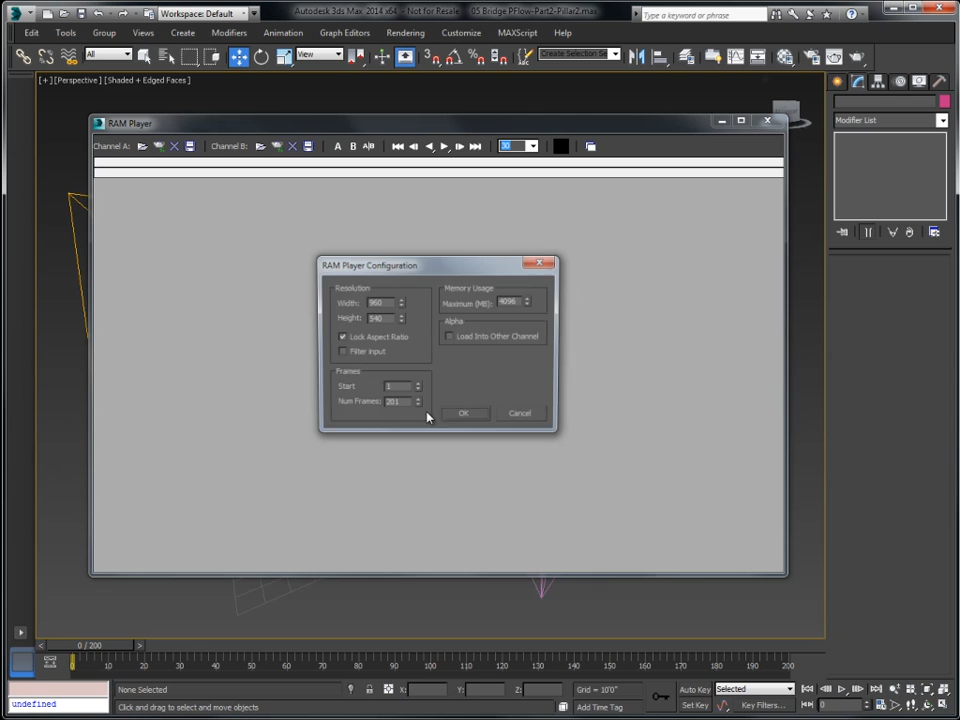 Workspace: Default
Autodesk 3ds Max 2014 x64 - Not for Resale 05 Bridge PFlow-Part2-Pillar2.max
Type a keyword or phrase
Edit Tools Group Views Create Modifiers Animation Graph Editors Rendering Customize MAXScript Help
All View Create Selection Se
[+] [Perspective] [Shaded + Edged Faces]
Modifier List
RAM Player
Channel A: Channel B: A B A/B 30
RAM Player Configuration
Resolution
Width: 960
Height: 540
Lock Aspect Ratio
Filter input
Memory Usage
Maximum (MB): 4096
Alpha
Load Into Other Channel
Frames
Start 1
Num Frames: 201
OK Cancel
0 / 200
0 10 20 30 40 50 60 70 80 90 100 110 120 130 140 150 160 170 180 190 200
None Selected X: Y: Z: Grid = 10'0" Auto Key Selected
undefined Click and drag to select and move objects Add Time Tag Set Key Key Filters... 0